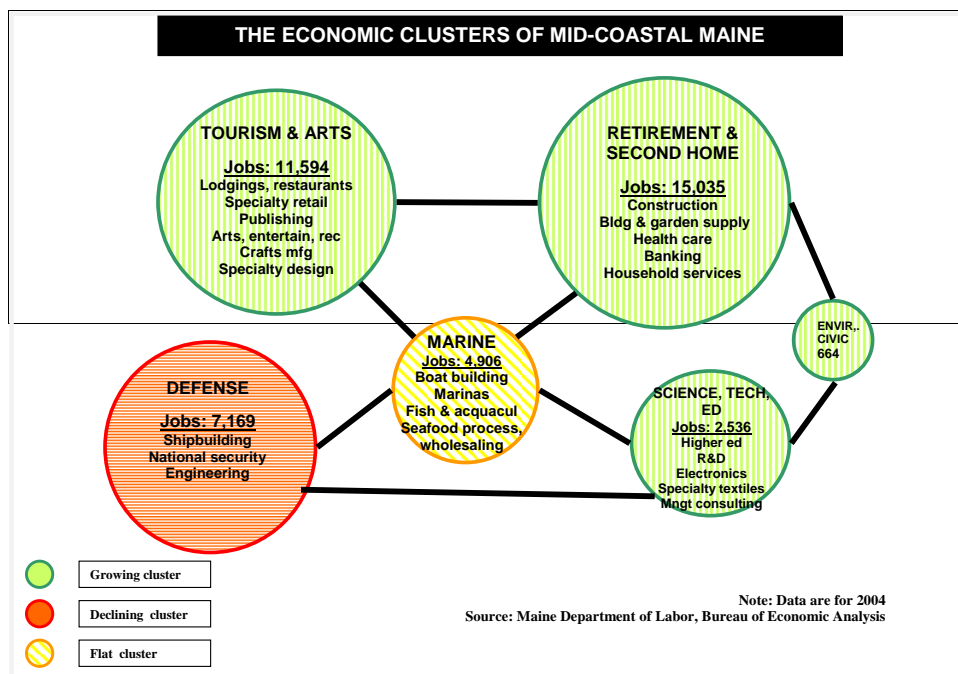 THE ECONOMIC CLUSTERS OF MID-COASTAL MAINE
TOURISM & ARTS
Jobs: 11,594
Lodgings, restaurants
Specialty retail
Publishing
Arts, entertain, rec
Crafts mfg
Specialty design
RETIREMENT &
SECOND HOME
Jobs: 15,035
Construction
Bldg & garden supply
Health care
Banking
Household services
ENVIR,.
CIVIC
664
MARINE
Jobs: 4,906
Boat building
Marinas
Fish & acquacul
Seafood process,
wholesaling
DEFENSE
Jobs: 7,169
Shipbuilding
National security
Engineering
SCIENCE, TECH,
ED
Jobs: 2,536
Higher ed
R&D
Electronics
Specialty textiles
Mngt consulting
Growing cluster
Declining cluster
Flat cluster
Note: Data are for 2004
Source: Maine Department of Labor, Bureau of Economic Analysis